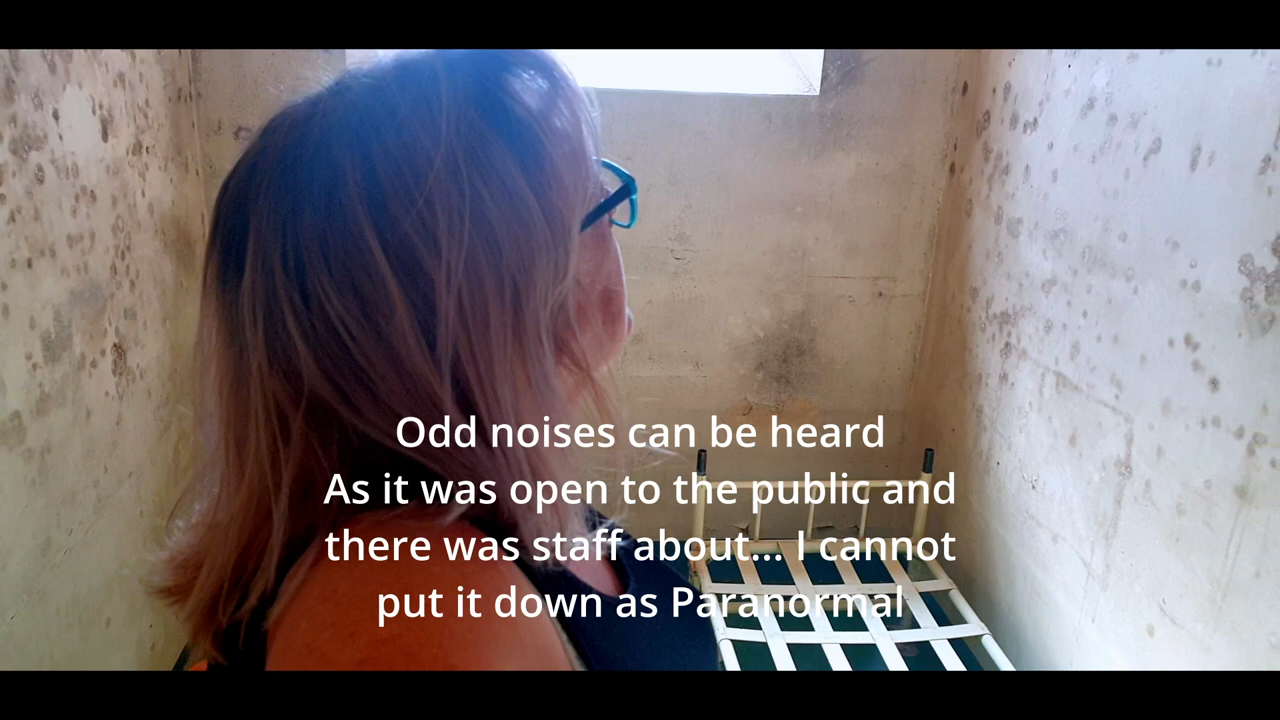 Odd noises can be heard
As it was open to the public and
there was staff about... I cannot
put it down as Paranormal